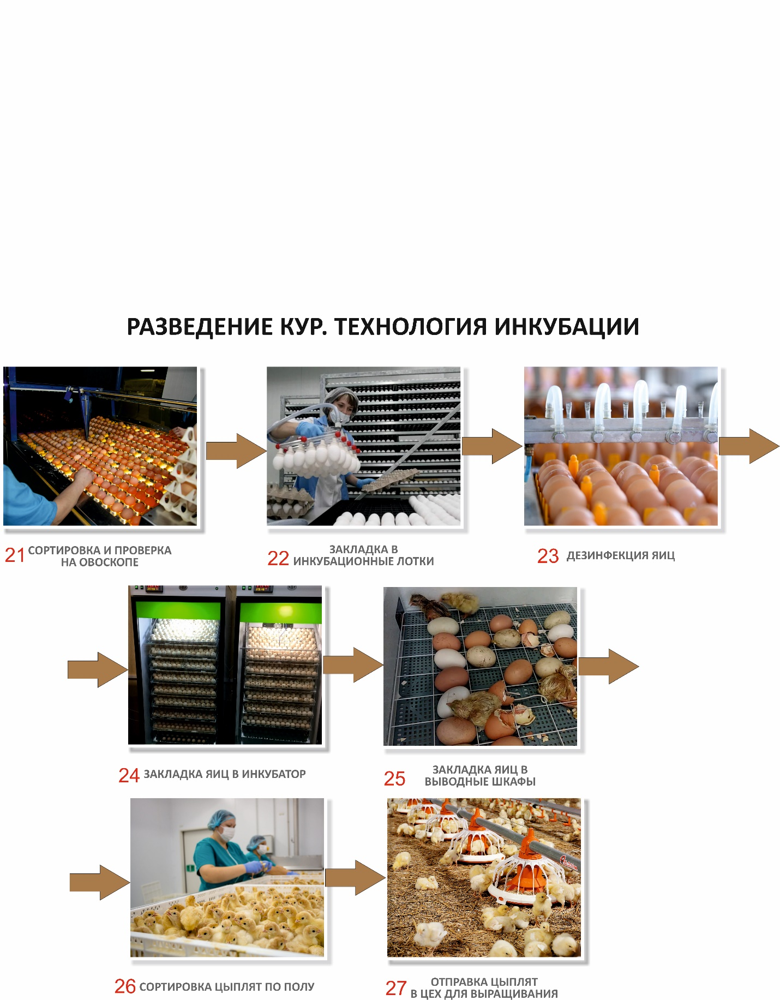 РАЗВЕДЕНИЕ КУР. ТЕХНОЛОГИЯ ИНКУБАЦИИ
21 СОРТИРОВКА И ПРОВЕРКА
НА ОВОСКОПЕ
22 ЗАКЛАДКА В
ИНКУБАЦИОННЫЕ ЛОТКИ
23 ДЕЗИНФЕКЦИЯ ЯИЦ
24 ЗАКЛАДКА ЯИЦ В ИНКУБАТОР
25 ЗАКЛАДКА ЯИЦ В
ВЫВОДНЫЕ ШКАФЫ
26 СОРТИРОВКА ЦЫПЛЯТ ПО ПОЛУ
27 ОТПРАВКА ЦЫПЛЯТ
В ЦЕХ ДЛЯ ВЫРАЩИВАНИЯ